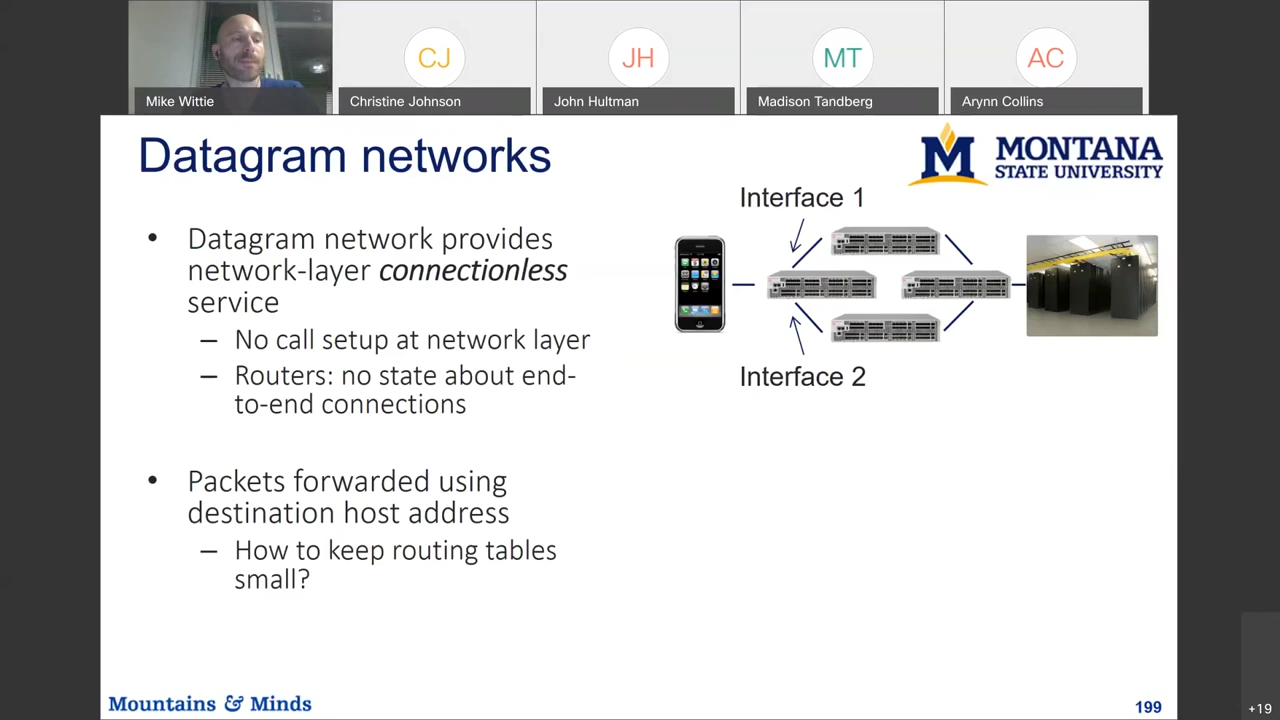 CJ
JH
MT
AC
Mike Wittie
Christine Johnson
John Hultman
Madison Tandberg
Arynn Collins
Datagram networks
M MONTANA
STATE UNIVERSITY
Interface 1
• Datagram network provides
network-layer connectionless
service
– No call setup at network layer
– Routers: no state about end-
to-end connections
Interface 2
• Packets forwarded using
destination host address
– How to keep routing tables
small?
Mountains & Minds
199
+19